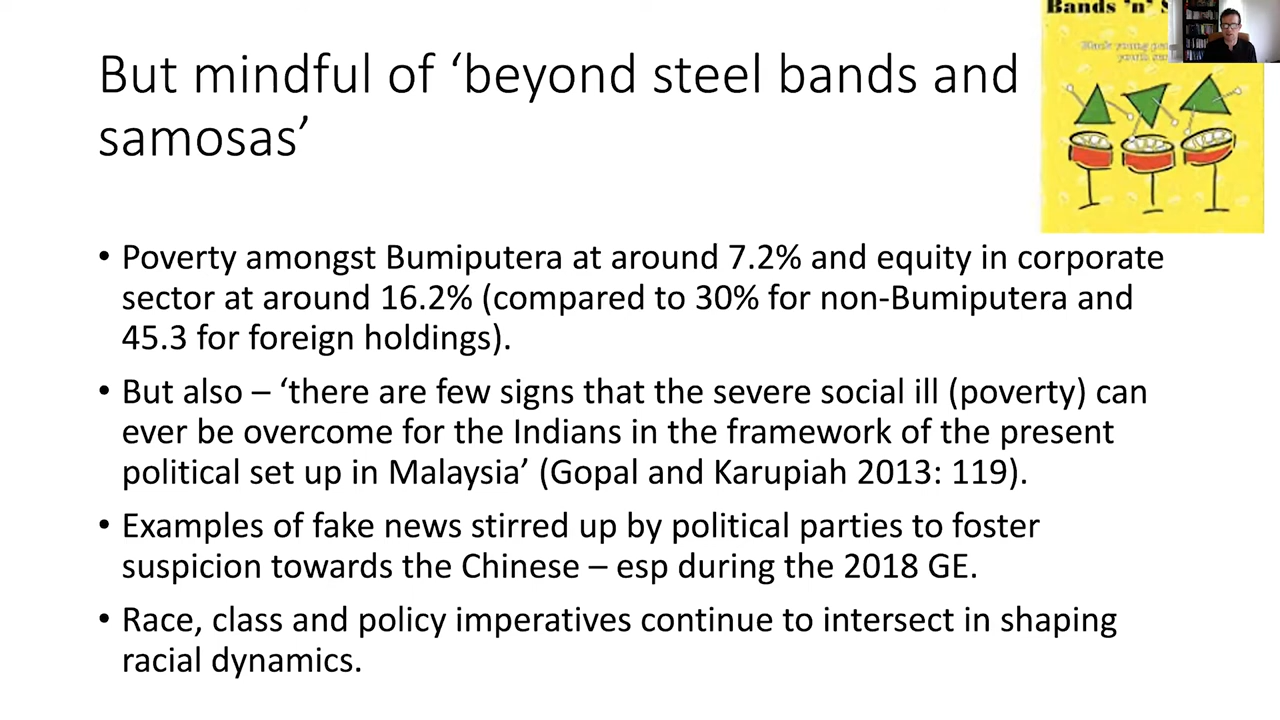 But mindful of ‘beyond steel bands and
samosas’
Bands 'n'
Black young
youth
• Poverty amongst Bumiputera at around 7.2% and equity in corporate
sector at around 16.2% (compared to 30% for non-Bumiputera and
45.3 for foreign holdings).
• But also – ‘there are few signs that the severe social ill (poverty) can
ever be overcome for the Indians in the framework of the present
political set up in Malaysia’ (Gopal and Karupiah 2013: 119).
• Examples of fake news stirred up by political parties to foster
suspicion towards the Chinese – esp during the 2018 GE.
• Race, class and policy imperatives continue to intersect in shaping
racial dynamics.